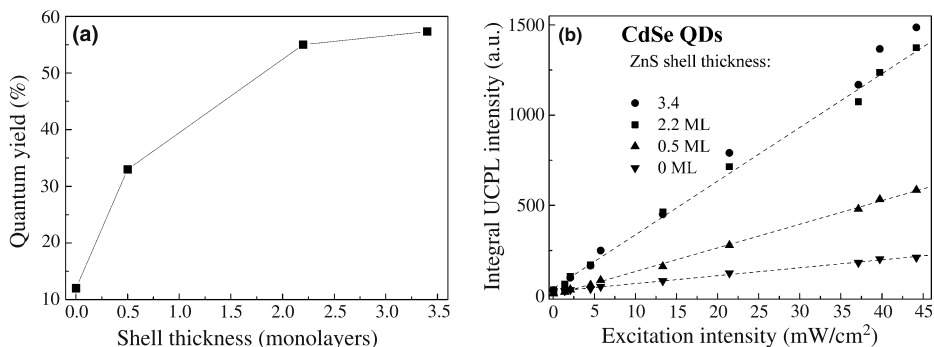 (a)
Quantum yield (%)
60
50
40
30
20
10
0.0 0.5 1.0 1.5 2.0 2.5 3.0 3.5
Shell thickness (monolayers)
(b)
CdSe QDs
ZnS shell thickness:
3.4
2.2 ML
0.5 ML
0 ML
Integral UCPL intensity (a.u.)
1500
1000
500
0
0 5 10 15 20 25 30 35 40 45
Excitation intensity (mW/cm²)